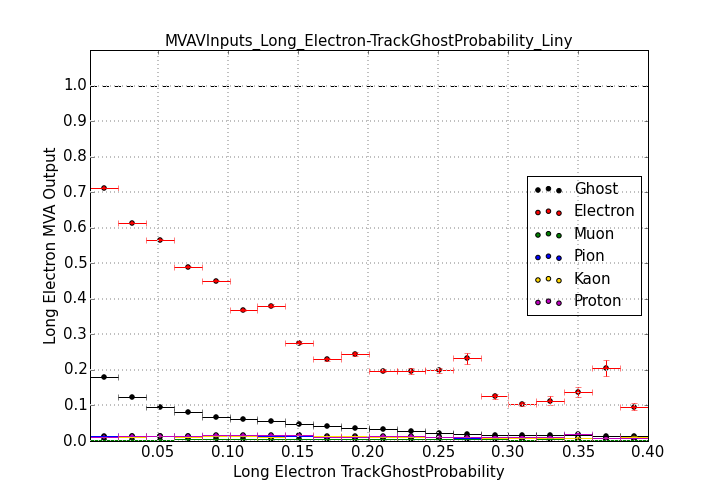 MVAVInputs_Long_Electron-TrackGhostProbability_Liny
Long Electron MVA Output
1.0
0.9
0.8
0.7
0.6
0.5
0.4
0.3
0.2
0.1
0.0
Ghost
Electron
Muon
Pion
Kaon
Proton
0.05 0.10 0.15 0.20 0.25 0.30 0.35 0.40
Long Electron TrackGhostProbability